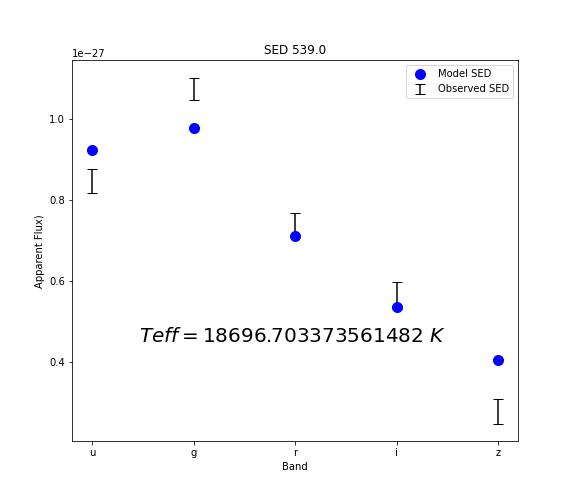 SED 539.0
1e−27
Model SED
Observed SED
1.0
0.8
0.6
0.4
Apparent Flux)
Teff = 18696.703373561482 K
u g r i z
Band